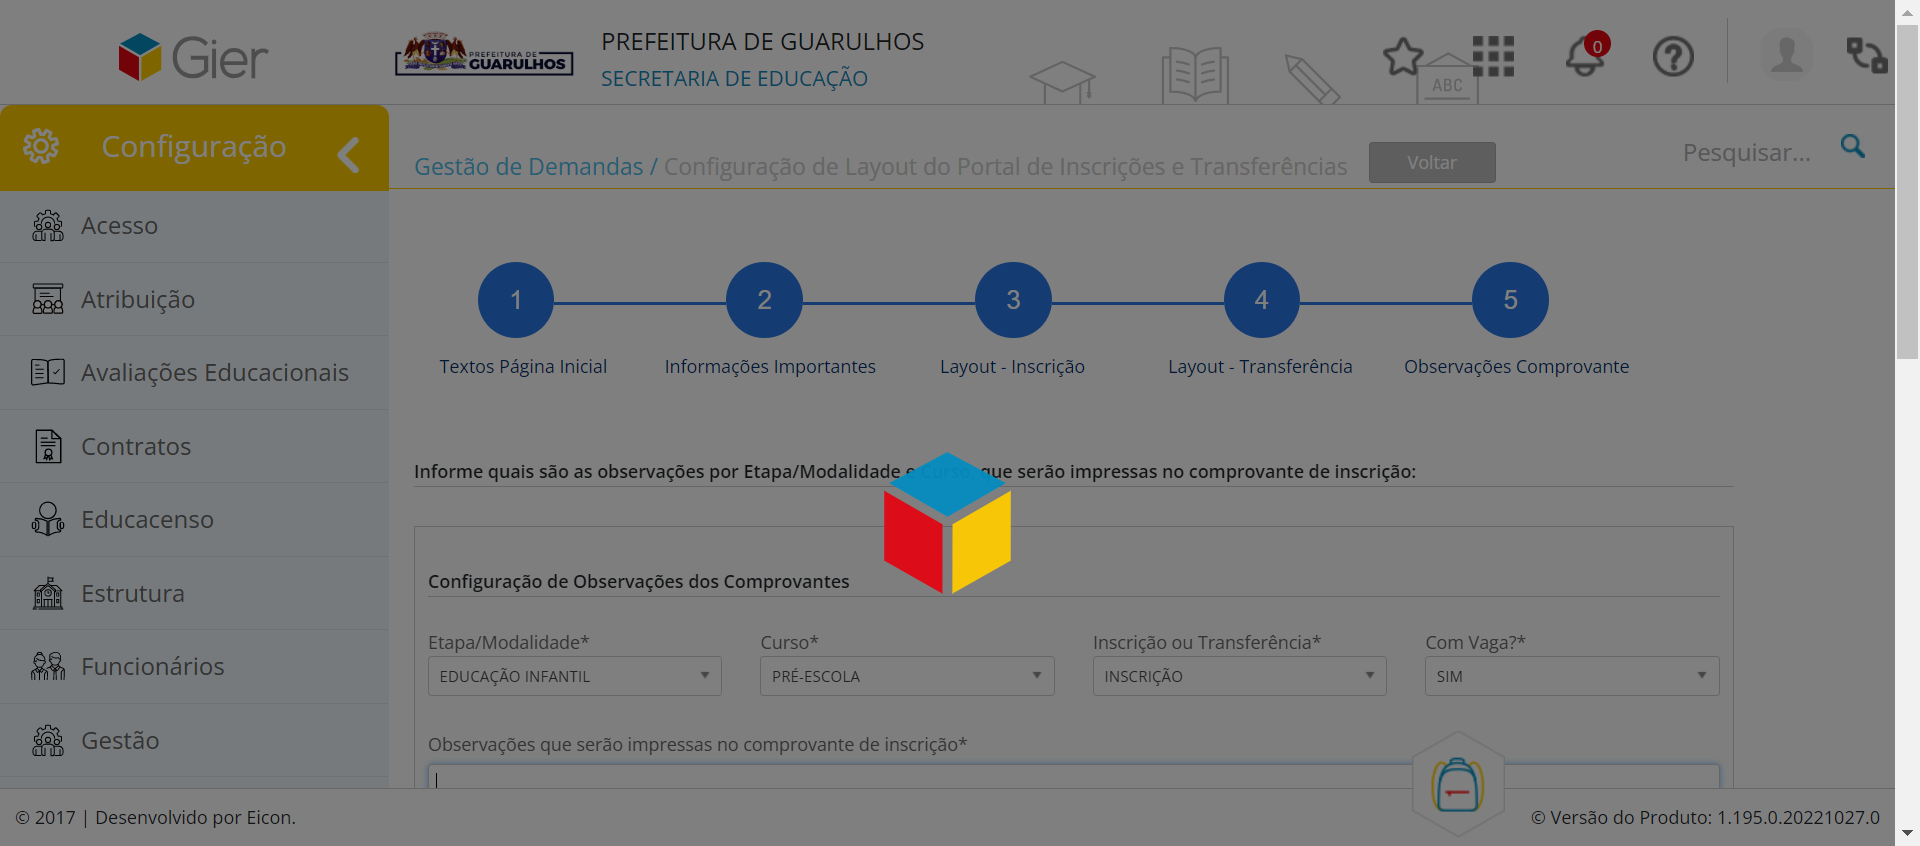 Gier
PREFEITURA DE
GUARULHOS
PREFEITURA DE GUARULHOS
SECRETARIA DE EDUCAÇÃO
ABC
0
Configuração
Gestão de Demandas / Configuração de Layout do Portal de Inscrições e Transferências
Voltar
Pesquisar...
Acesso
Atribuição
Avaliações Educacionais
Contratos
Educacenso
Estrutura
Funcionários
Gestão
1
2
3
4
5
Textos Página Inicial
Informações Importantes
Layout - Inscrição
Layout - Transferência
Observações Comprovante
Informe quais são as observações por Etapa/Modalidade e Curso, que serão impressas no comprovante de inscrição:
Configuração de Observações dos Comprovantes
Etapa/Modalidade*
Curso*
Inscrição ou Transferência*
Com Vaga?*
EDUCAÇÃO INFANTIL
PRÉ-ESCOLA
INSCRIÇÃO
SIM
Observações que serão impressas no comprovante de inscrição*
© 2017 | Desenvolvido por Eicon.
© Versão do Produto: 1.195.0.20221027.0